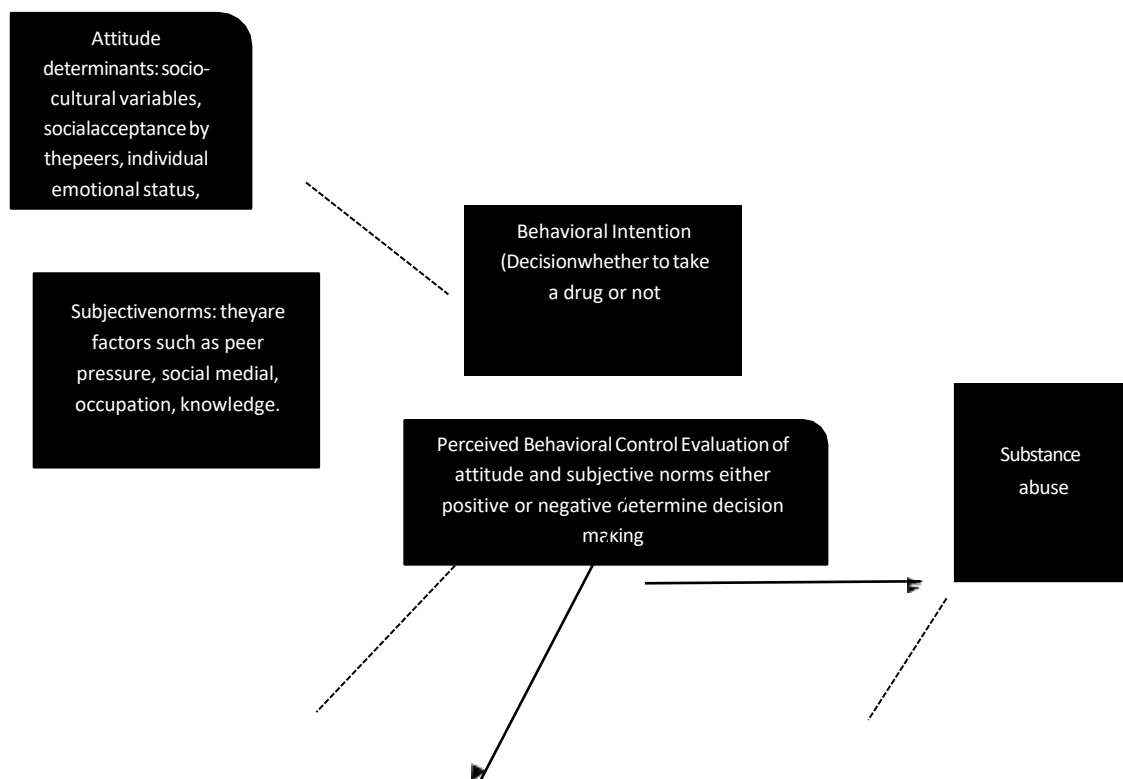 Attitude
determinants: socio-
cultural variables,
socialacceptance by
thepeers, individual
emotional status,
Subjectivenorms: theyare
factors such as peer
pressure, social medial,
occupation, knowledge.
Behavioral Intention
(Decisionwhether to take
a drug or not
Perceived Behavioral Control Evaluation of
attitude and subjective norms either
positive or negative determine decision
making
Substance
abuse